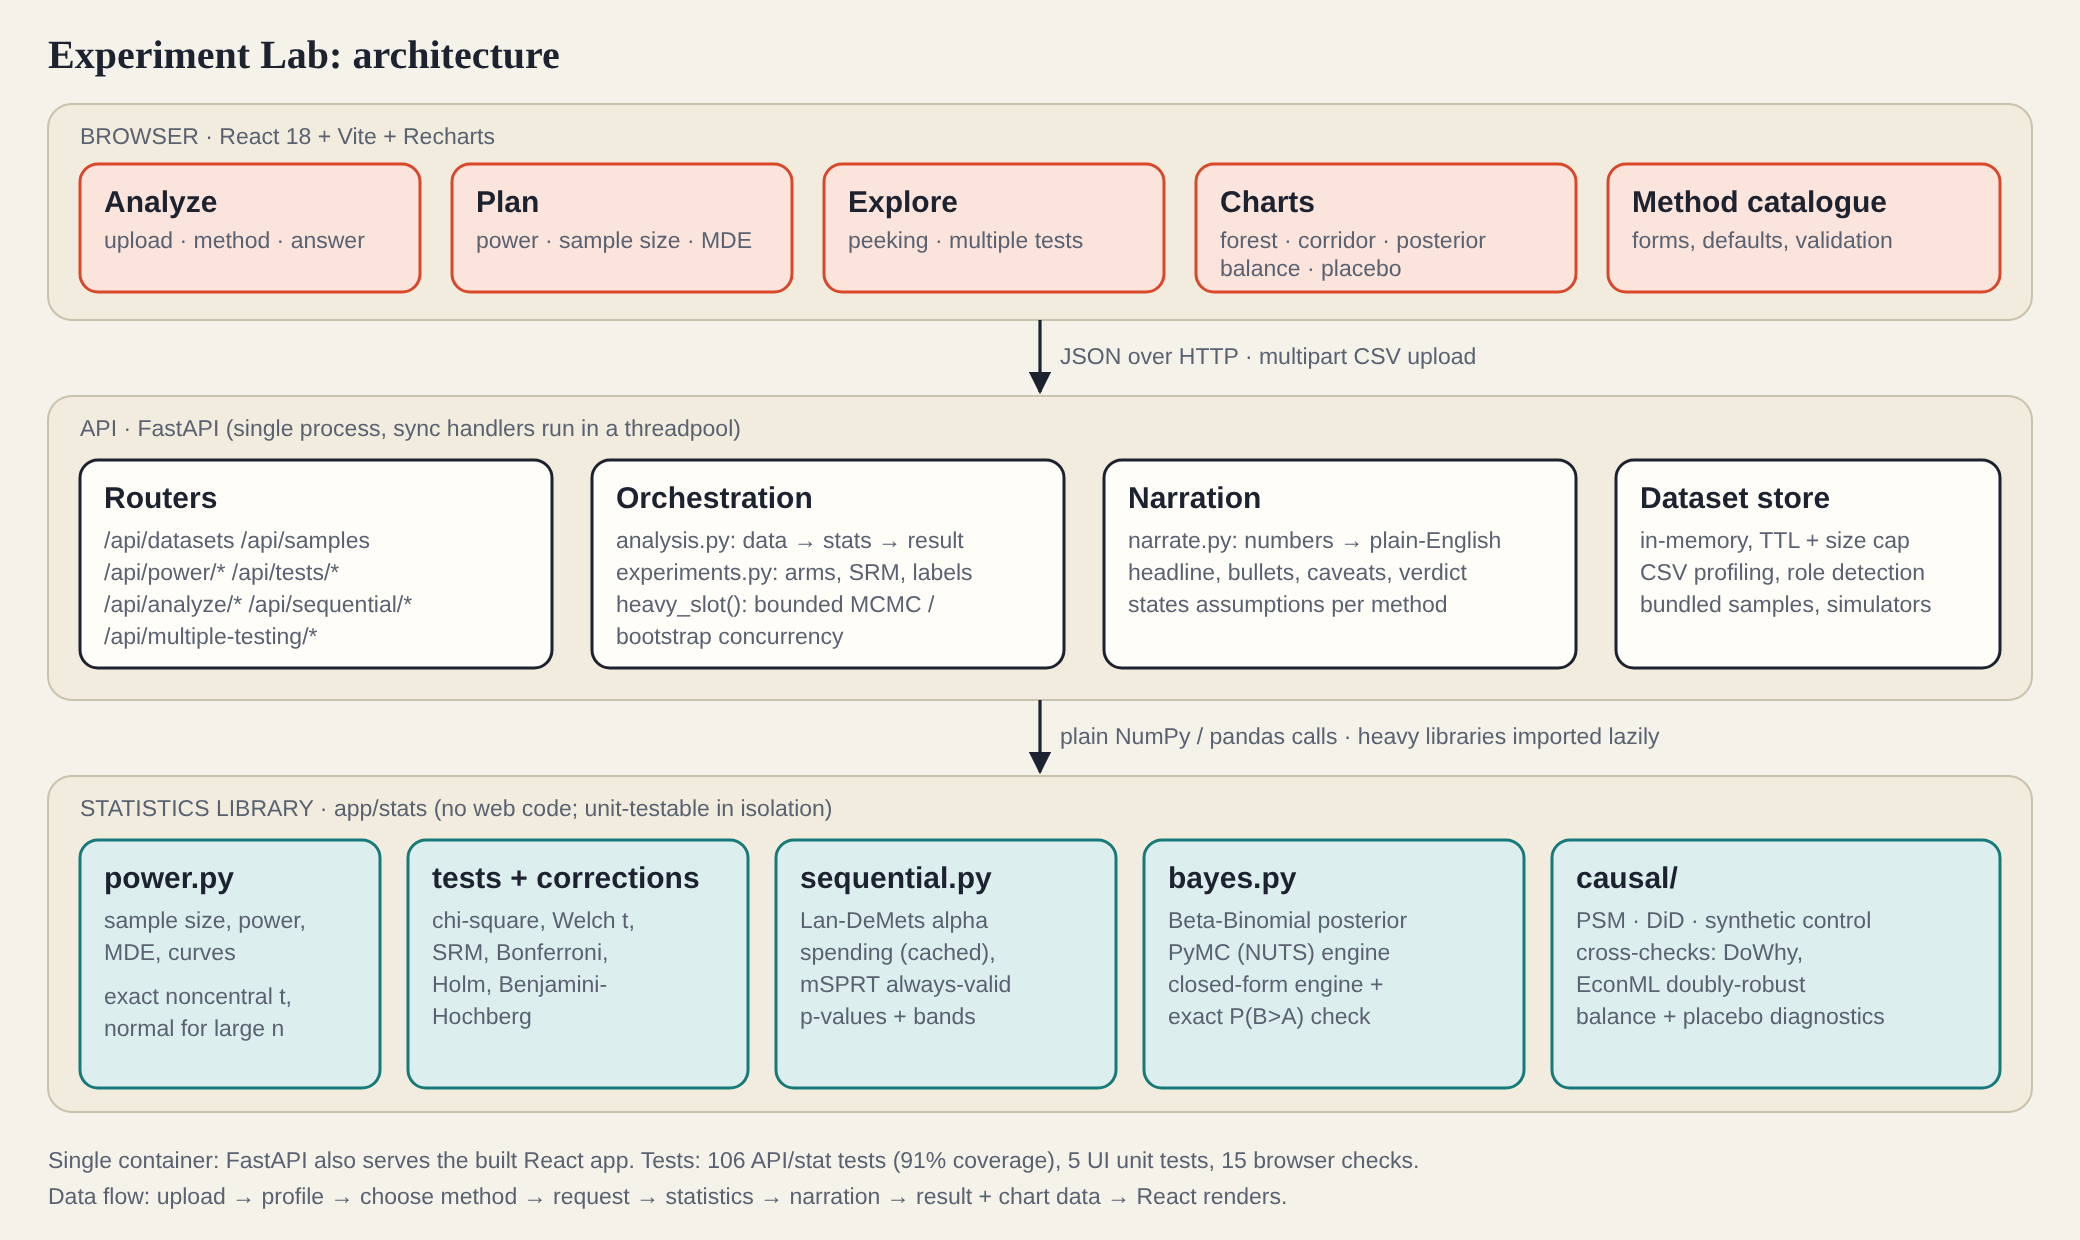 Experiment Lab: architecture
BROWSER · React 18 + Vite + Recharts
Analyze
upload · method · answer
Plan
power · sample size · MDE
Explore
peeking · multiple tests
Charts
forest · corridor · posterior
balance · placebo
Method catalogue
forms, defaults, validation
JSON over HTTP · multipart CSV upload
API · FastAPI (single process, sync handlers run in a threadpool)
Routers
/api/datasets /api/samples
/api/power/* /api/tests/*
/api/analyze/* /api/sequential/*
/api/multiple-testing/*
Orchestration
analysis.py: data → stats → result
experiments.py: arms, SRM, labels
heavy_slot(): bounded MCMC /
bootstrap concurrency
Narration
narrate.py: numbers → plain-English
headline, bullets, caveats, verdict
states assumptions per method
Dataset store
in-memory, TTL + size cap
CSV profiling, role detection
bundled samples, simulators
plain NumPy / pandas calls · heavy libraries imported lazily
STATISTICS LIBRARY · app/stats (no web code; unit-testable in isolation)
power.py
sample size, power,
MDE, curves
exact noncentral t,
normal for large n
tests + corrections
chi-square, Welch t,
SRM, Bonferroni,
Holm, Benjamini-
Hochberg
sequential.py
Lan-DeMets alpha
spending (cached),
mSPRT always-valid
p-values + bands
bayes.py
Beta-Binomial posterior
PyMC (NUTS) engine
closed-form engine +
exact P(B>A) check
causal/
PSM · DiD · synthetic control
cross-checks: DoWhy,
EconML doubly-robust
balance + placebo diagnostics
Single container: FastAPI also serves the built React app. Tests: 106 API/stat tests (91% coverage), 5 UI unit tests, 15 browser checks.
Data flow: upload → profile → choose method → request → statistics → narration → result + chart data → React renders.